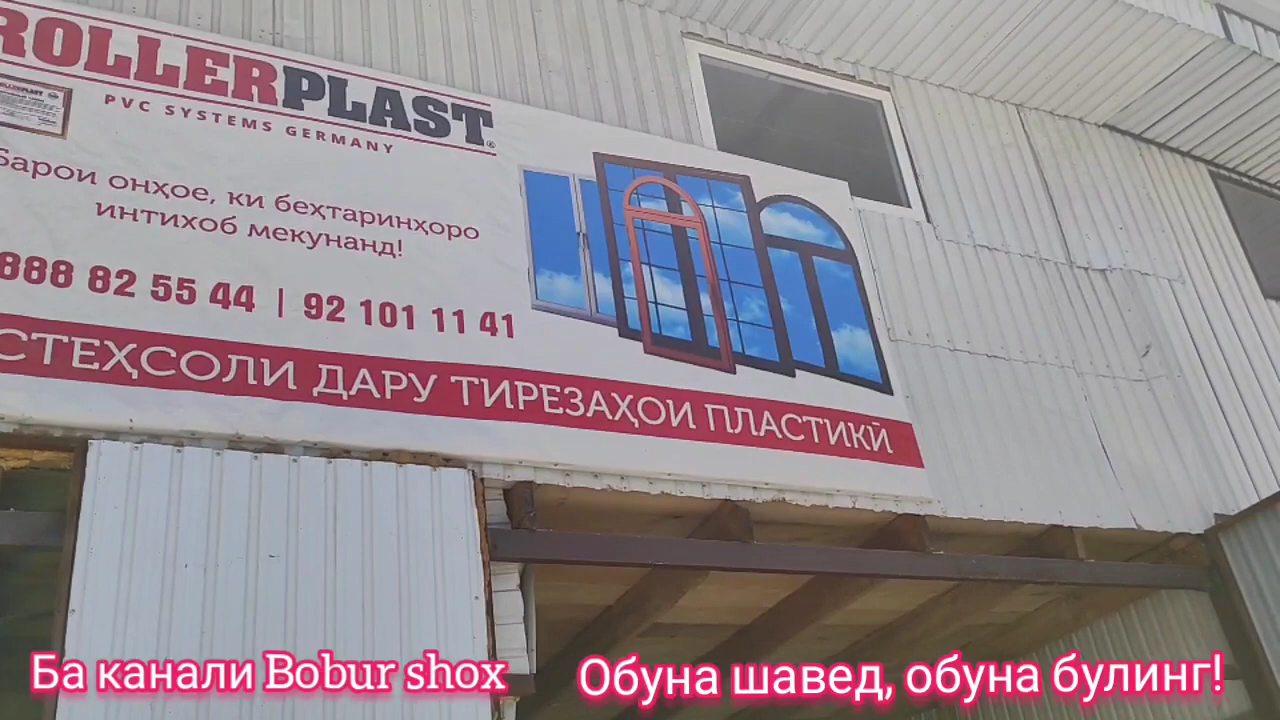 ROLLERPLAST
PVC SYSTEMS GERMANY
Барои онҳое, ки беҳтаринҳоро
интихоб мекунанд!
888 82 55 44 | 92 101 11 41
СТЕҲСОЛИ ДАРУ ТИРЕЗАҲОИ ПЛАСТИКӢ
Ба канали Bobur shox
Обуна шавед, обуна булинг!